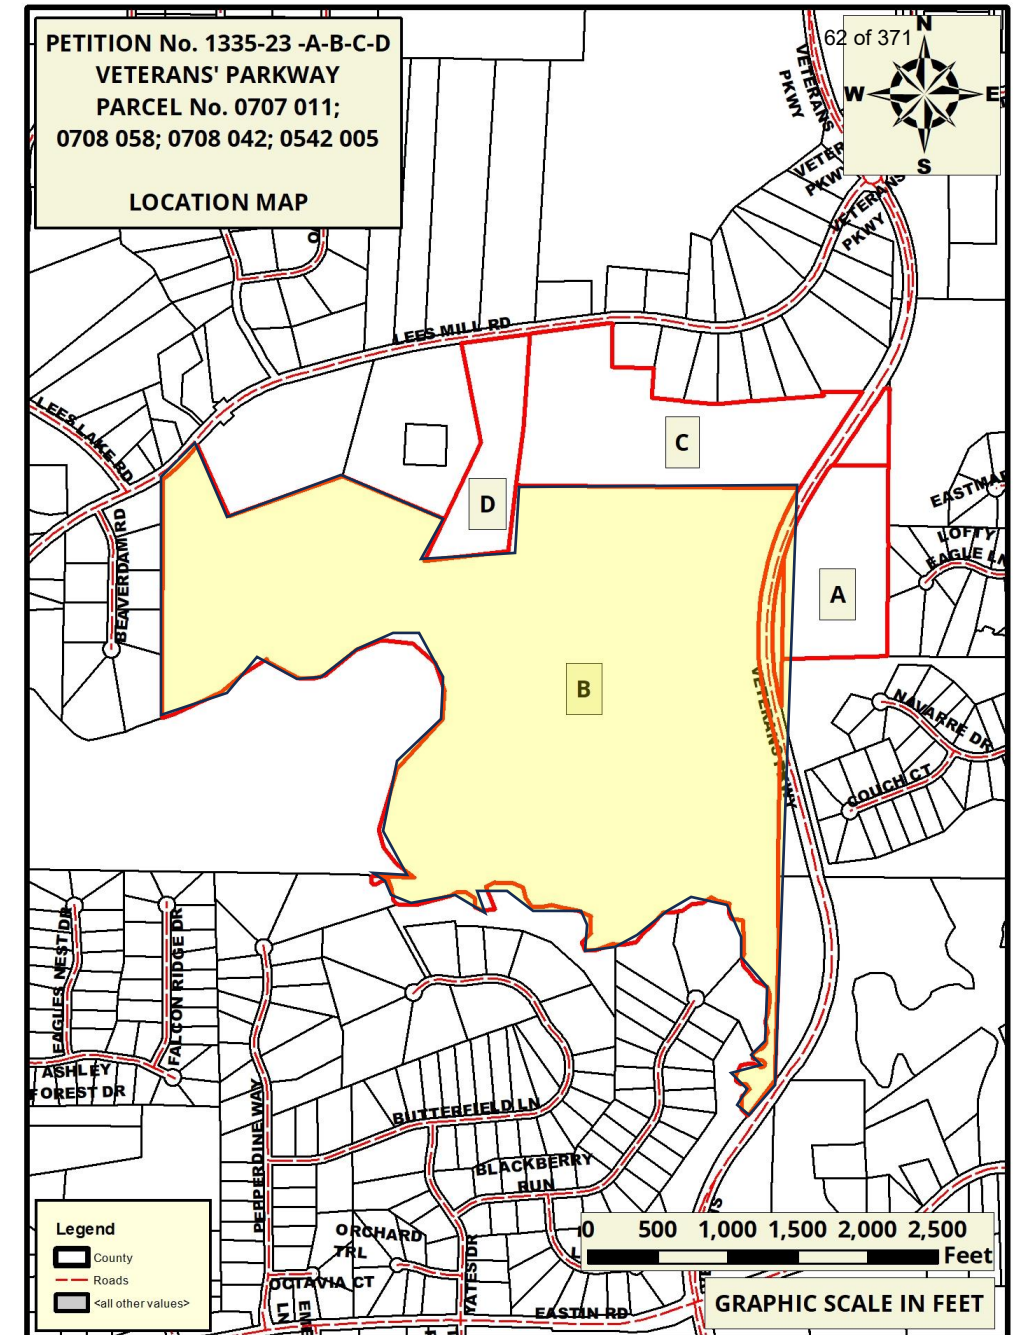 PETITION No. 1335-23 -A-B-C-D
VETERANS' PARKWAY
PARCEL No. 0707 011;
0708 058; 0708 042; 0542 005
LOCATION MAP
62 of 371
N
W
E
S
VETERANS
PKWY
PKWY
VETERANS
PKWY
LEES MILL RD
LEES LAKE RD
BEAVERDAM RD
C
D
A
B
LOFTY
EAGLE LN
VETERANS PKWY
NAVARRE DR
COUCH CT
EAGLES NEST DR
FALCON RIDGE DR
ASHLEY
FOREST DR
PEPPERDINE WAY
BUTTERFIELD LN
BLACKBERRY
RUN
ORCHARD
TRL
OCTAVIA CT
LN
YATES DR
EASTIN RD
Legend
County
Roads
<all other values>
0 500 1,000 1,500 2,000 2,500
Feet
GRAPHIC SCALE IN FEET